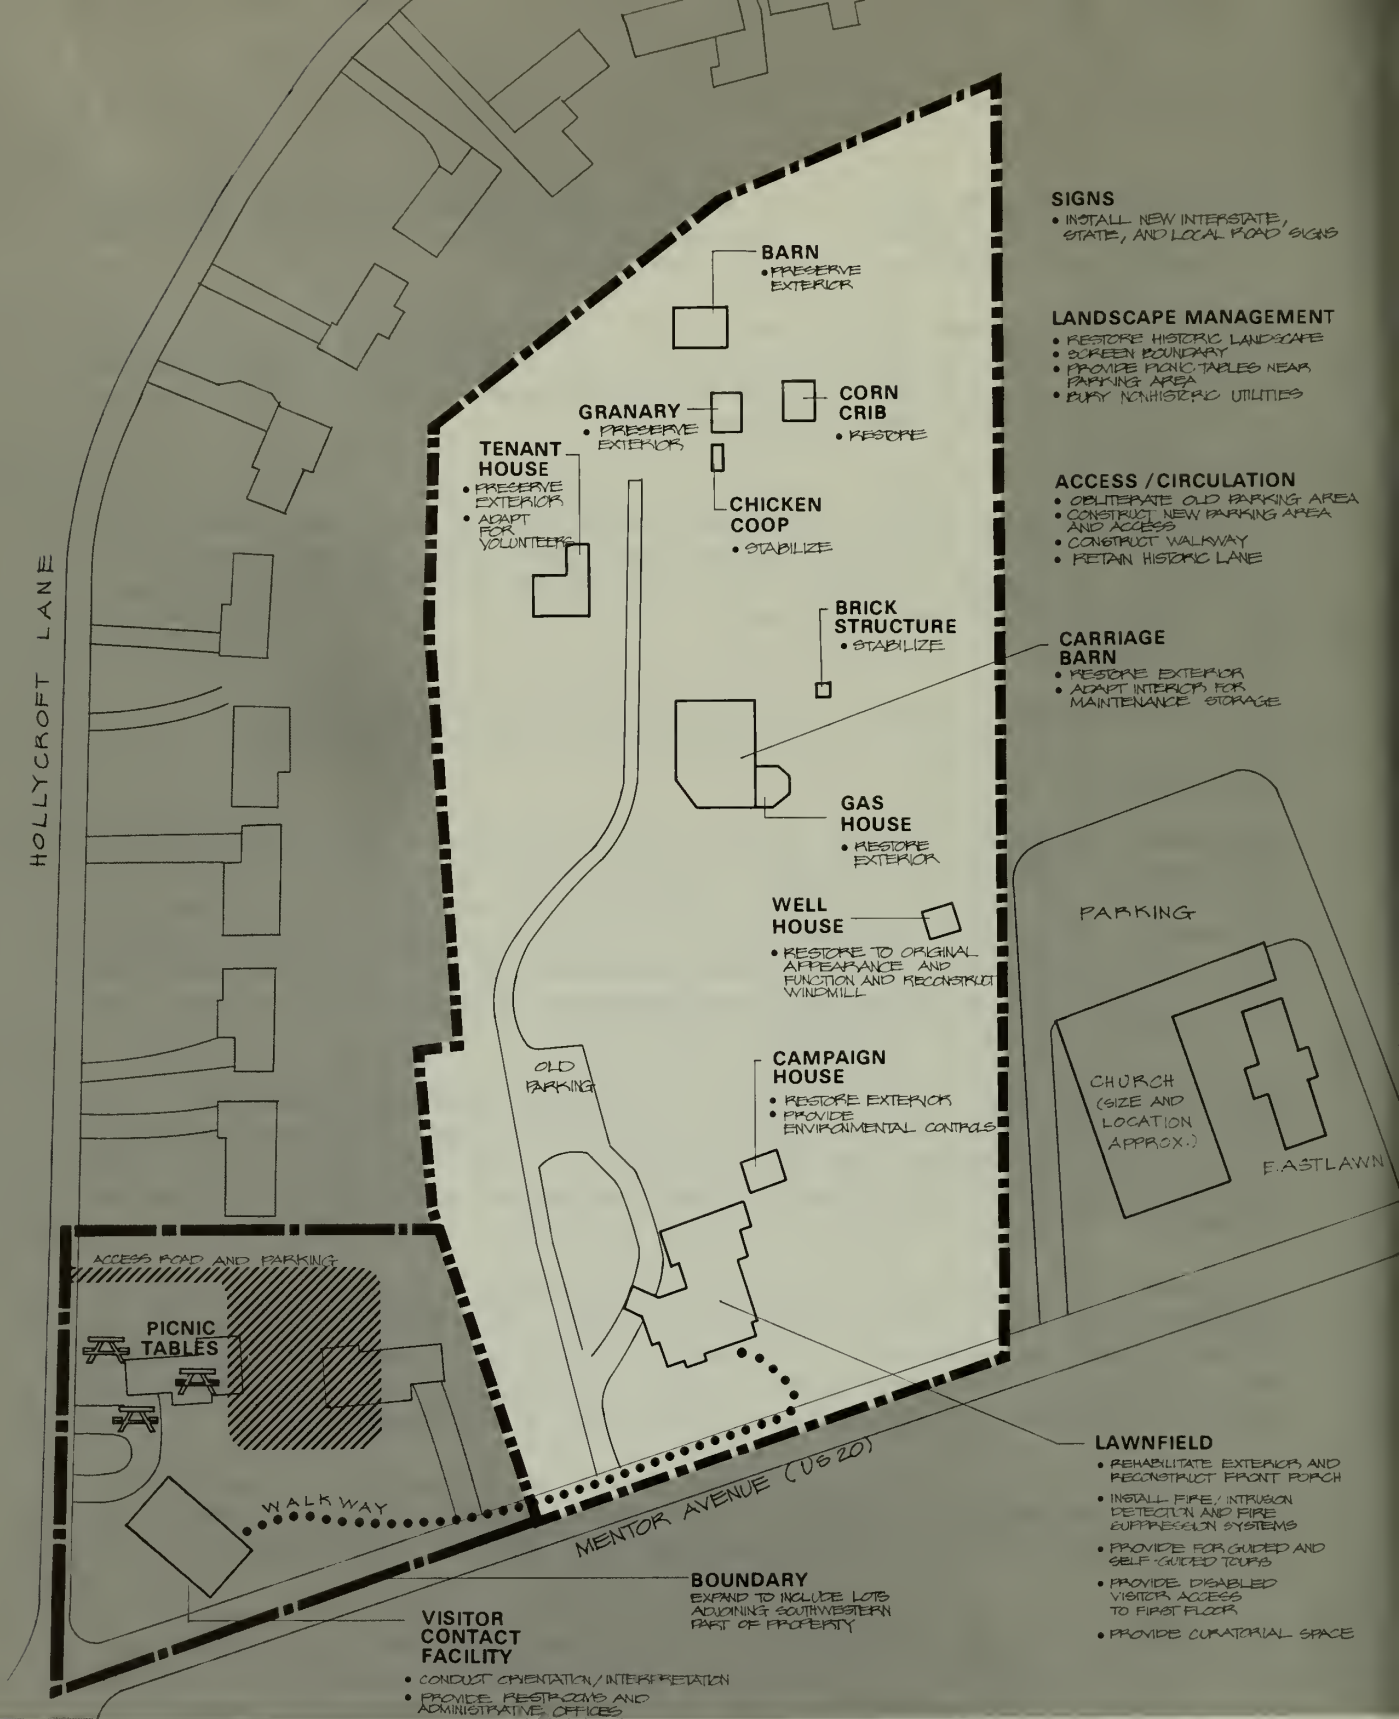 SIGNS
• INSTALL NEW INTERSTATE,
STATE, AND LOCAL ROAD SIGNS
BARN
• PRESERVE
EXTERIOR
LANDSCAPE MANAGEMENT
• RESTORE HISTORIC LANDSCAPE
• SCREEN BOUNDARY
• PROVIDE PICNIC TABLES NEAR
PARKING AREA
• BURY NONHISTORIC UTILITIES
GRANARY
• PRESERVE
EXTERIOR
CORN
CRIB
• RESTORE
TENANT
HOUSE
• PRESERVE
EXTERIOR
• ADAPT
FOR
VOLUNTEERS
CHICKEN
COOP
• STABILIZE
ACCESS / CIRCULATION
• OBLITERATE OLD PARKING AREA
• CONSTRUCT NEW PARKING AREA
AND ACCESS
• CONSTRUCT WALKWAY
• RETAIN HISTORIC LANE
BRICK
STRUCTURE
• STABILIZE
CARRIAGE
BARN
• RESTORE EXTERIOR
• ADAPT INTERIOR FOR
MAINTENANCE STORAGE
HOLLYCROFT LANE
GAS
HOUSE
• RESTORE
EXTERIOR
WELL
HOUSE
• RESTORE TO ORIGINAL
APPEARANCE AND
FUNCTION AND RECONSTRUCT
WINDMILL
PARKING
OLD
PARKING
CAMPAIGN
HOUSE
• RESTORE EXTERIOR
• PROVIDE
ENVIRONMENTAL CONTROLS
CHURCH
(SIZE AND
LOCATION
APPROX.)
EASTLAWN
ACCESS ROAD AND PARKING
PICNIC
TABLES
WALKWAY
MENTOR AVENUE (US 20)
LAWNFIELD
• REHABILITATE EXTERIOR AND
RECONSTRUCT FRONT PORCH
• INSTALL FIRE/INTRUSION
DETECTION AND FIRE
SUPPRESSION SYSTEMS
• PROVIDE FOR GUIDED AND
SELF-GUIDED TOURS
• PROVIDE DISABLED
VISITOR ACCESS
TO FIRST FLOOR
• PROVIDE CURATORIAL SPACE
BOUNDARY
EXPAND TO INCLUDE LOTS
ADJOINING SOUTHWESTERN
PART OF PROPERTY
VISITOR
CONTACT
FACILITY
• CONDUCT ORIENTATION/INTERPRETATION
• PROVIDE RESTROOMS AND
ADMINISTRATIVE OFFICES